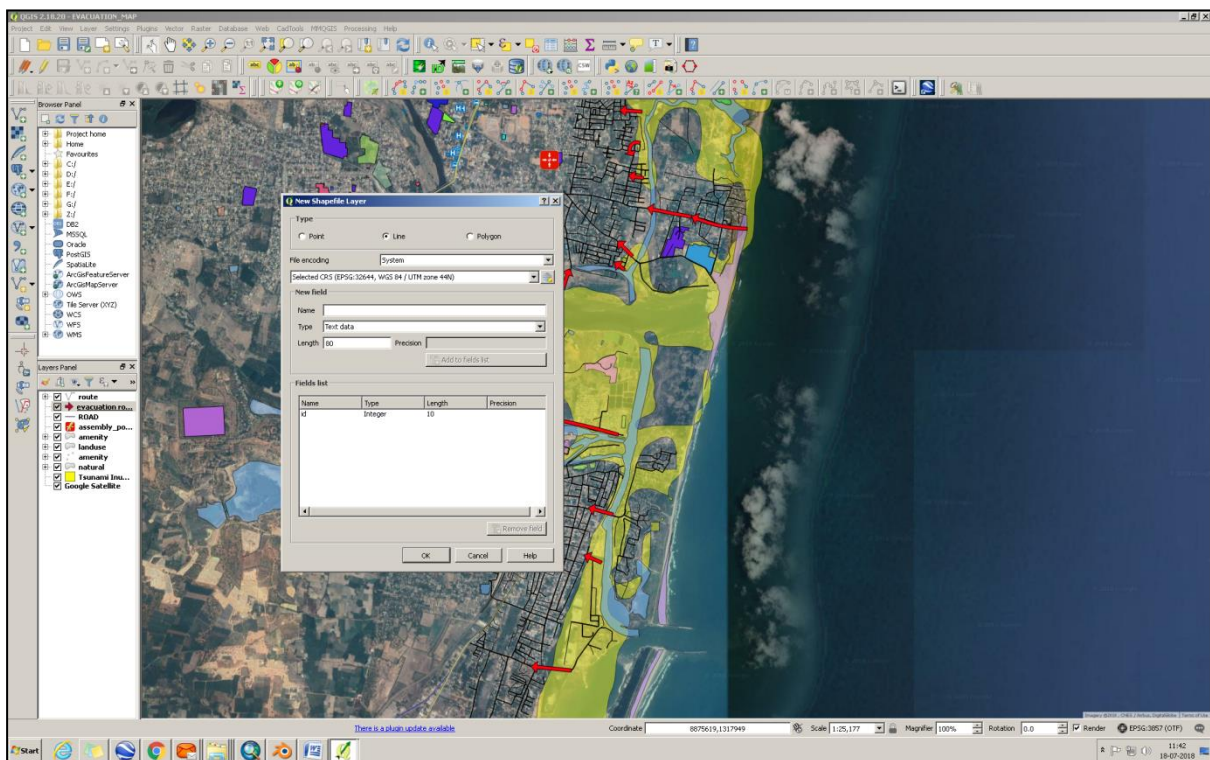 QGIS 2.18.20 - EVACUATION_MAP
Project Edit View Layer Settings Plugins Vector Raster Database Web CadTools MMQGIS Processing Help
Browser Panel
Project home
Home
Favourites
C:/
D:/
E:/
F:/
G:/
Z:/
DB2
MSSQL
Oracle
PostGIS
SpatiaLite
ArcGisFeatureServer
ArcGisMapServer
OWS
Tile Server (XYZ)
WCS
WFS
WMS
Layers Panel
route
evacuation ro...
ROAD
assembly_po...
amenity
landuse
amenity
natural
Tsunami Inu...
Google Satellite
New Shapefile Layer
Type
Point Line Polygon
File encoding System
Selected CRS (EPSG:32644, WGS 84 / UTM zone 44N)
New field
Name
Type Text data
Length 80 Precision
Add to fields list
Fields list
Name Type Length Precision
id Integer 10
Remove field
OK Cancel Help
There is a plugin update available Coordinate 8875619,1317949 Scale 1:25,177 Magnifier 100% Rotation 0.0 Render EPSG:3857 (OTF)
Start
11:42
18-07-2018